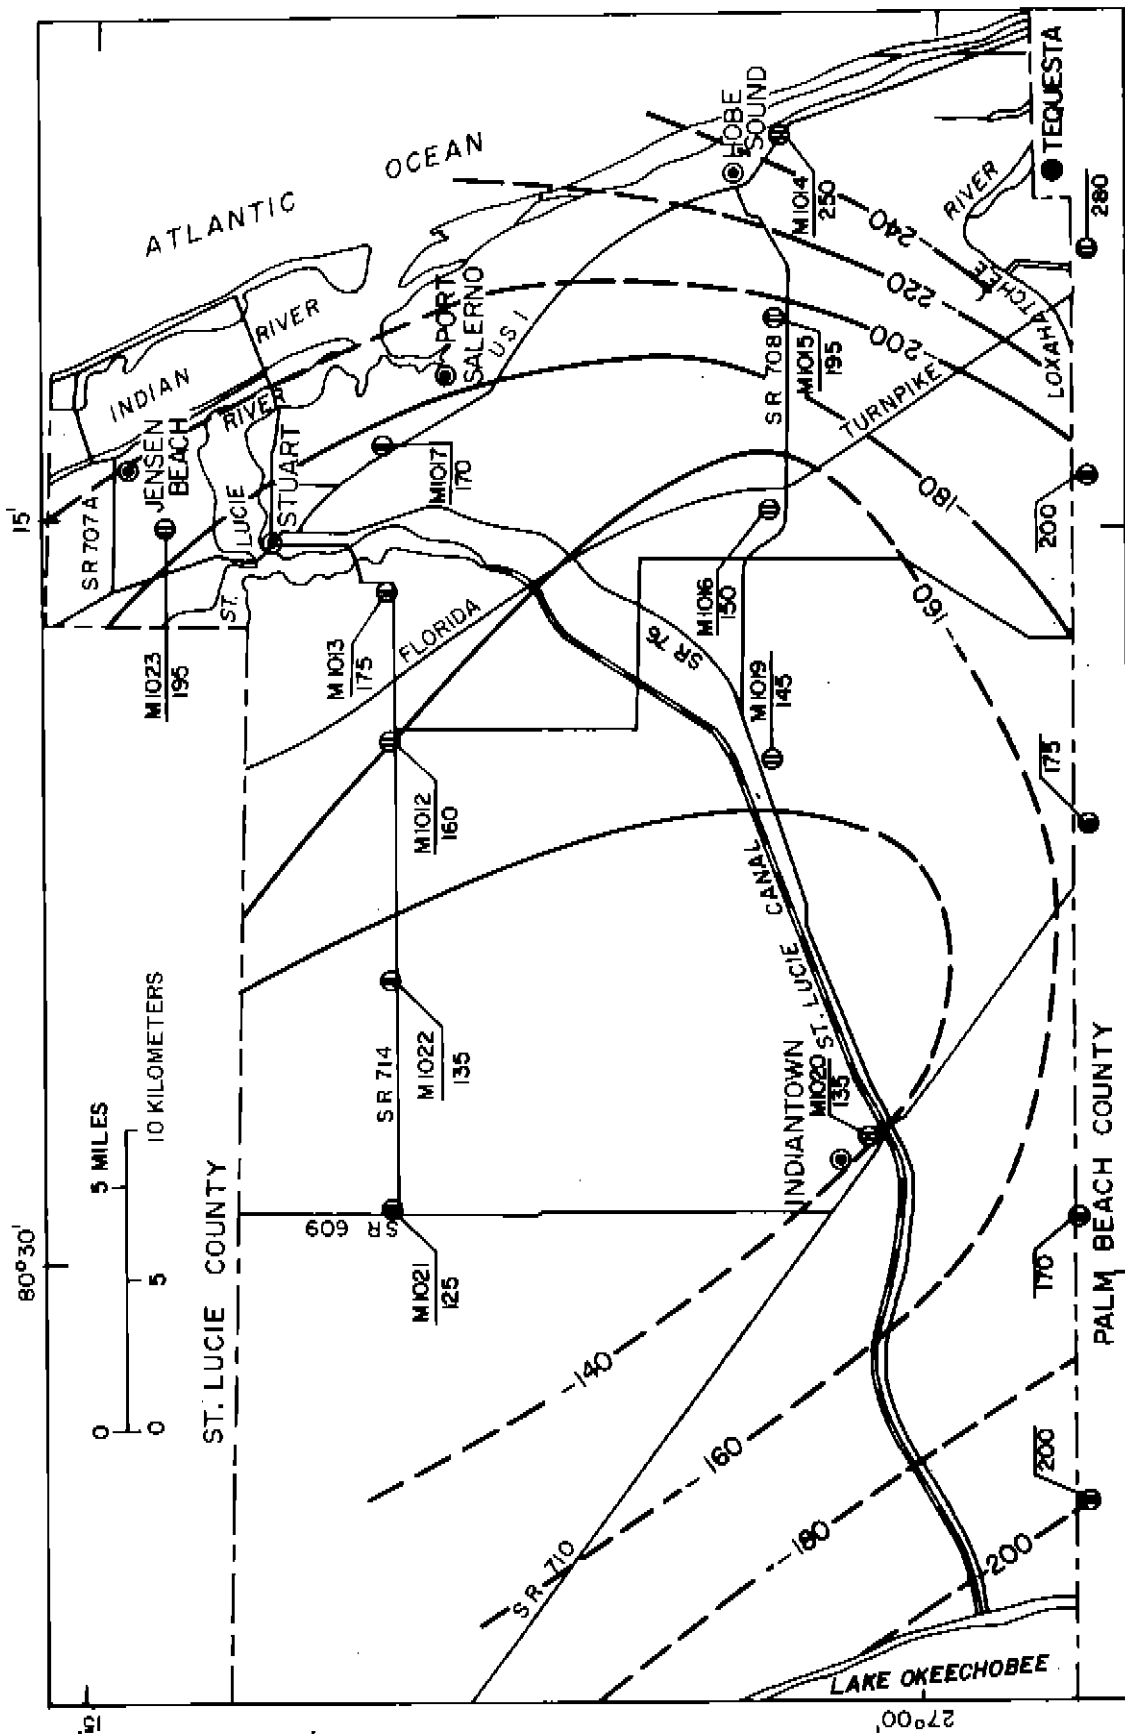 80°30'
15'
15'
27°00'
0
5 MILES
0
5
10 KILOMETERS
ST. LUCIE COUNTY
PALM BEACH COUNTY
ATLANTIC
OCEAN
LAKE OKEECHOBEE
INDIAN
RIVER
SR 707A
JENSEN
BEACH
M1023
195
ST.
LUCIE
RIVER
STUART
PORT
SALERNO
US 1
HOBE
SOUND
M1014
250
TEQUESTA
LOXAHATCHEE
RIVER
280
M1017
170
M1013
175
FLORIDA
TURNPIKE
SR 76
M1012
160
M1022
135
SR 714
SR 609
M1021
125
SR 708
M1015
195
M1016
150
M1019
145
ST. LUCIE CANAL
INDIANTOWN
M1020
135
SR 710
200
175
170
200
240
220
200
180
160
140
160
180
200